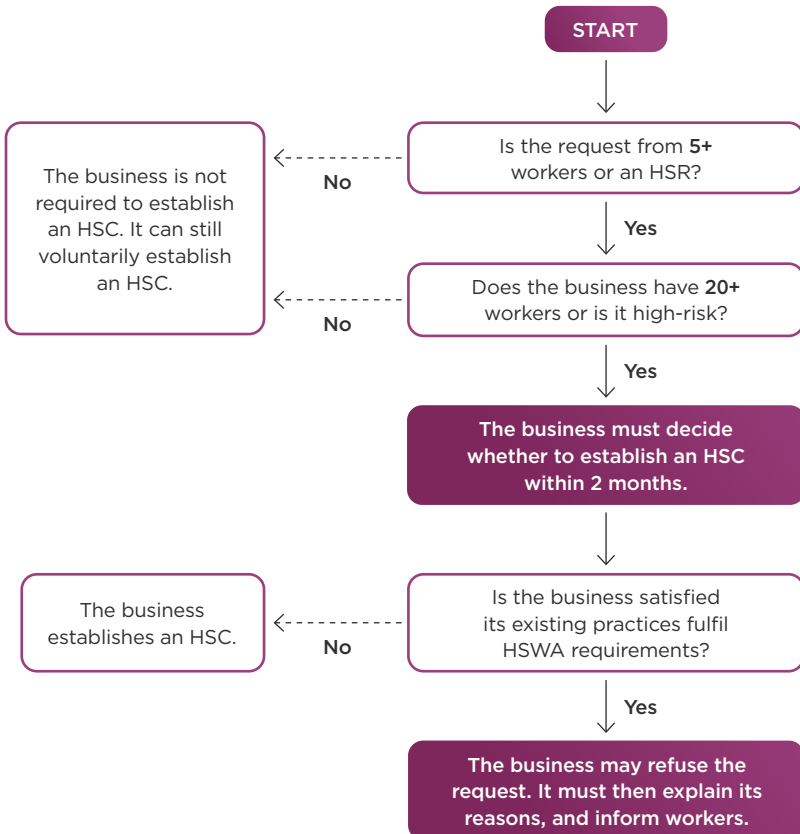 START
Is the request from 5+
workers or an HSR?
No
The business is not
required to establish
an HSC. It can still
voluntarily establish
an HSC.
Yes
Does the business have 20+
workers or is it high-risk?
No
Yes
The business must decide
whether to establish an HSC
within 2 months.
Is the business satisfied
its existing practices fulfil
HSWA requirements?
No
The business
establishes an HSC.
Yes
The business may refuse the
request. It must then explain its
reasons, and inform workers.